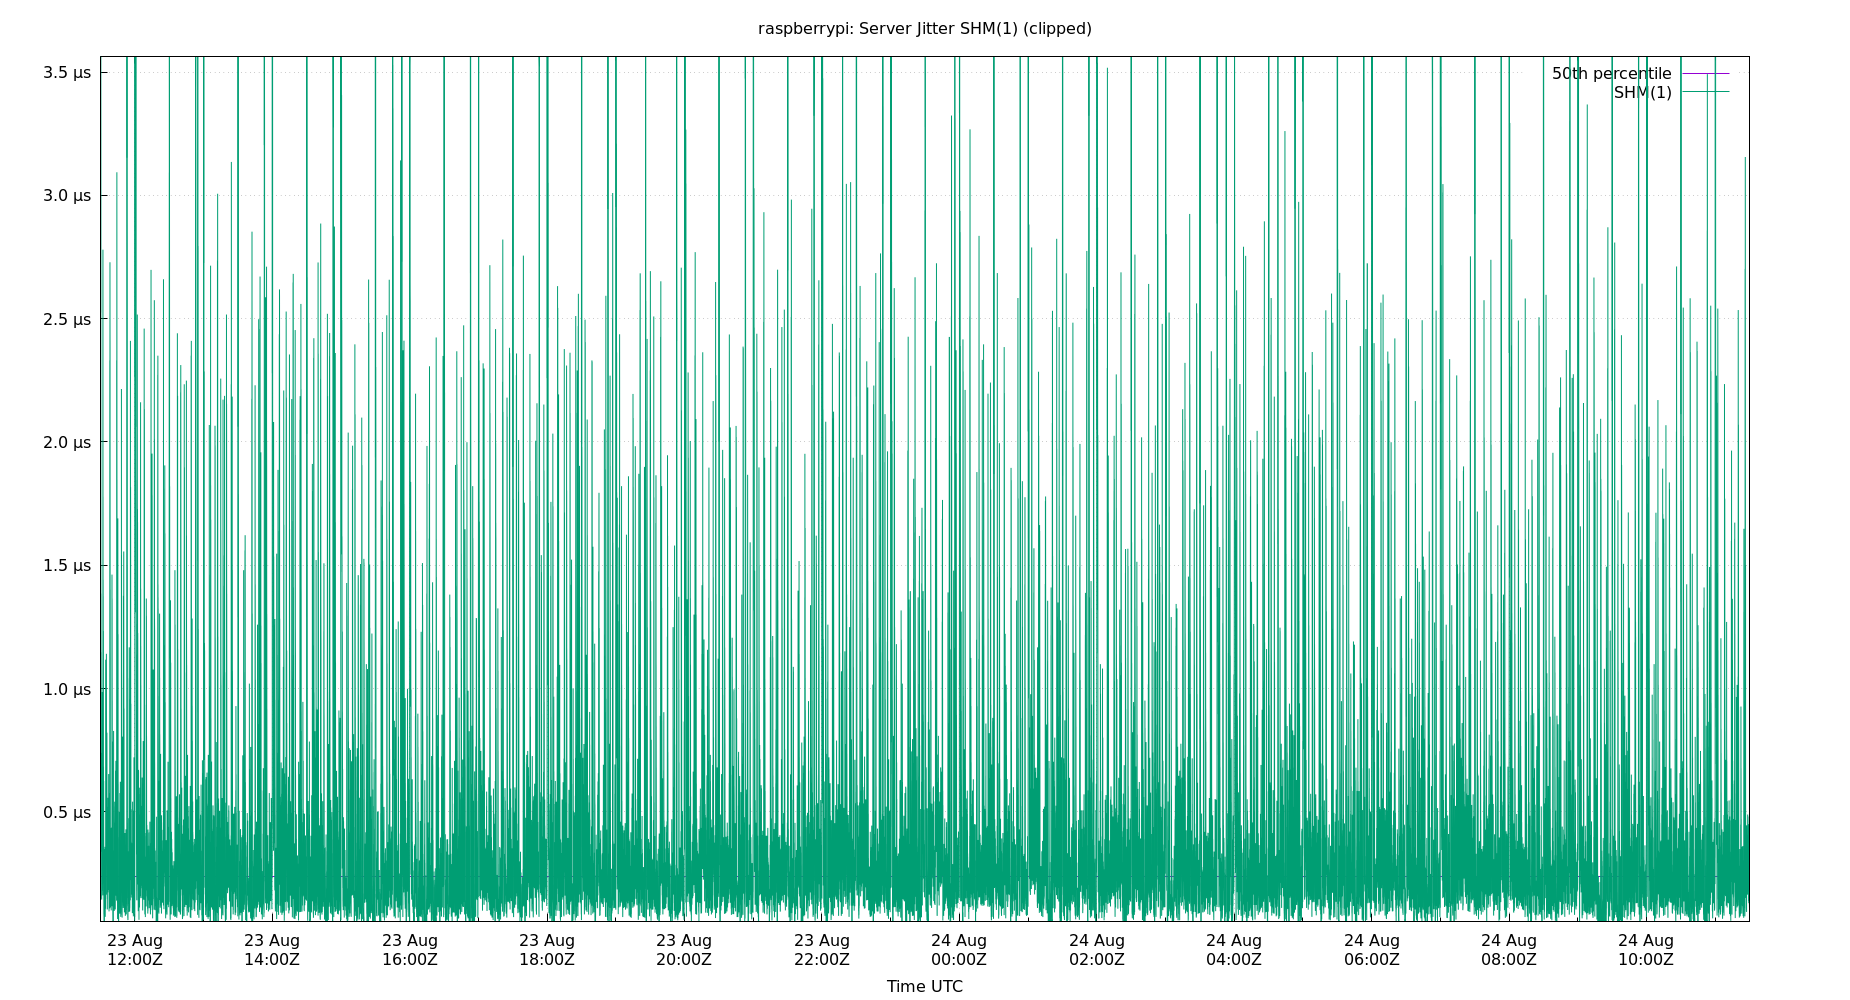 raspberrypi: Server Jitter SHM(1) (clipped)
3.5 μs
3.0 μs
2.5 μs
2.0 μs
1.5 μs
1.0 μs
0.5 μs
50th percentile
SHM(1)
23 Aug 23 Aug 23 Aug 23 Aug 23 Aug 23 Aug 24 Aug 24 Aug 24 Aug 24 Aug 24 Aug 24 Aug
12:00Z 14:00Z 16:00Z 18:00Z 20:00Z 22:00Z 00:00Z 02:00Z 04:00Z 06:00Z 08:00Z 10:00Z
Time UTC